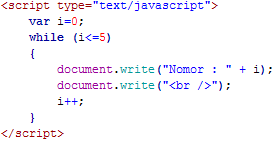 <script type="text/javascript">
var i=0;
while (i<=5)
{
document.write("Nomor : " + i);
document.write("<br />");
i++;
}
</script>